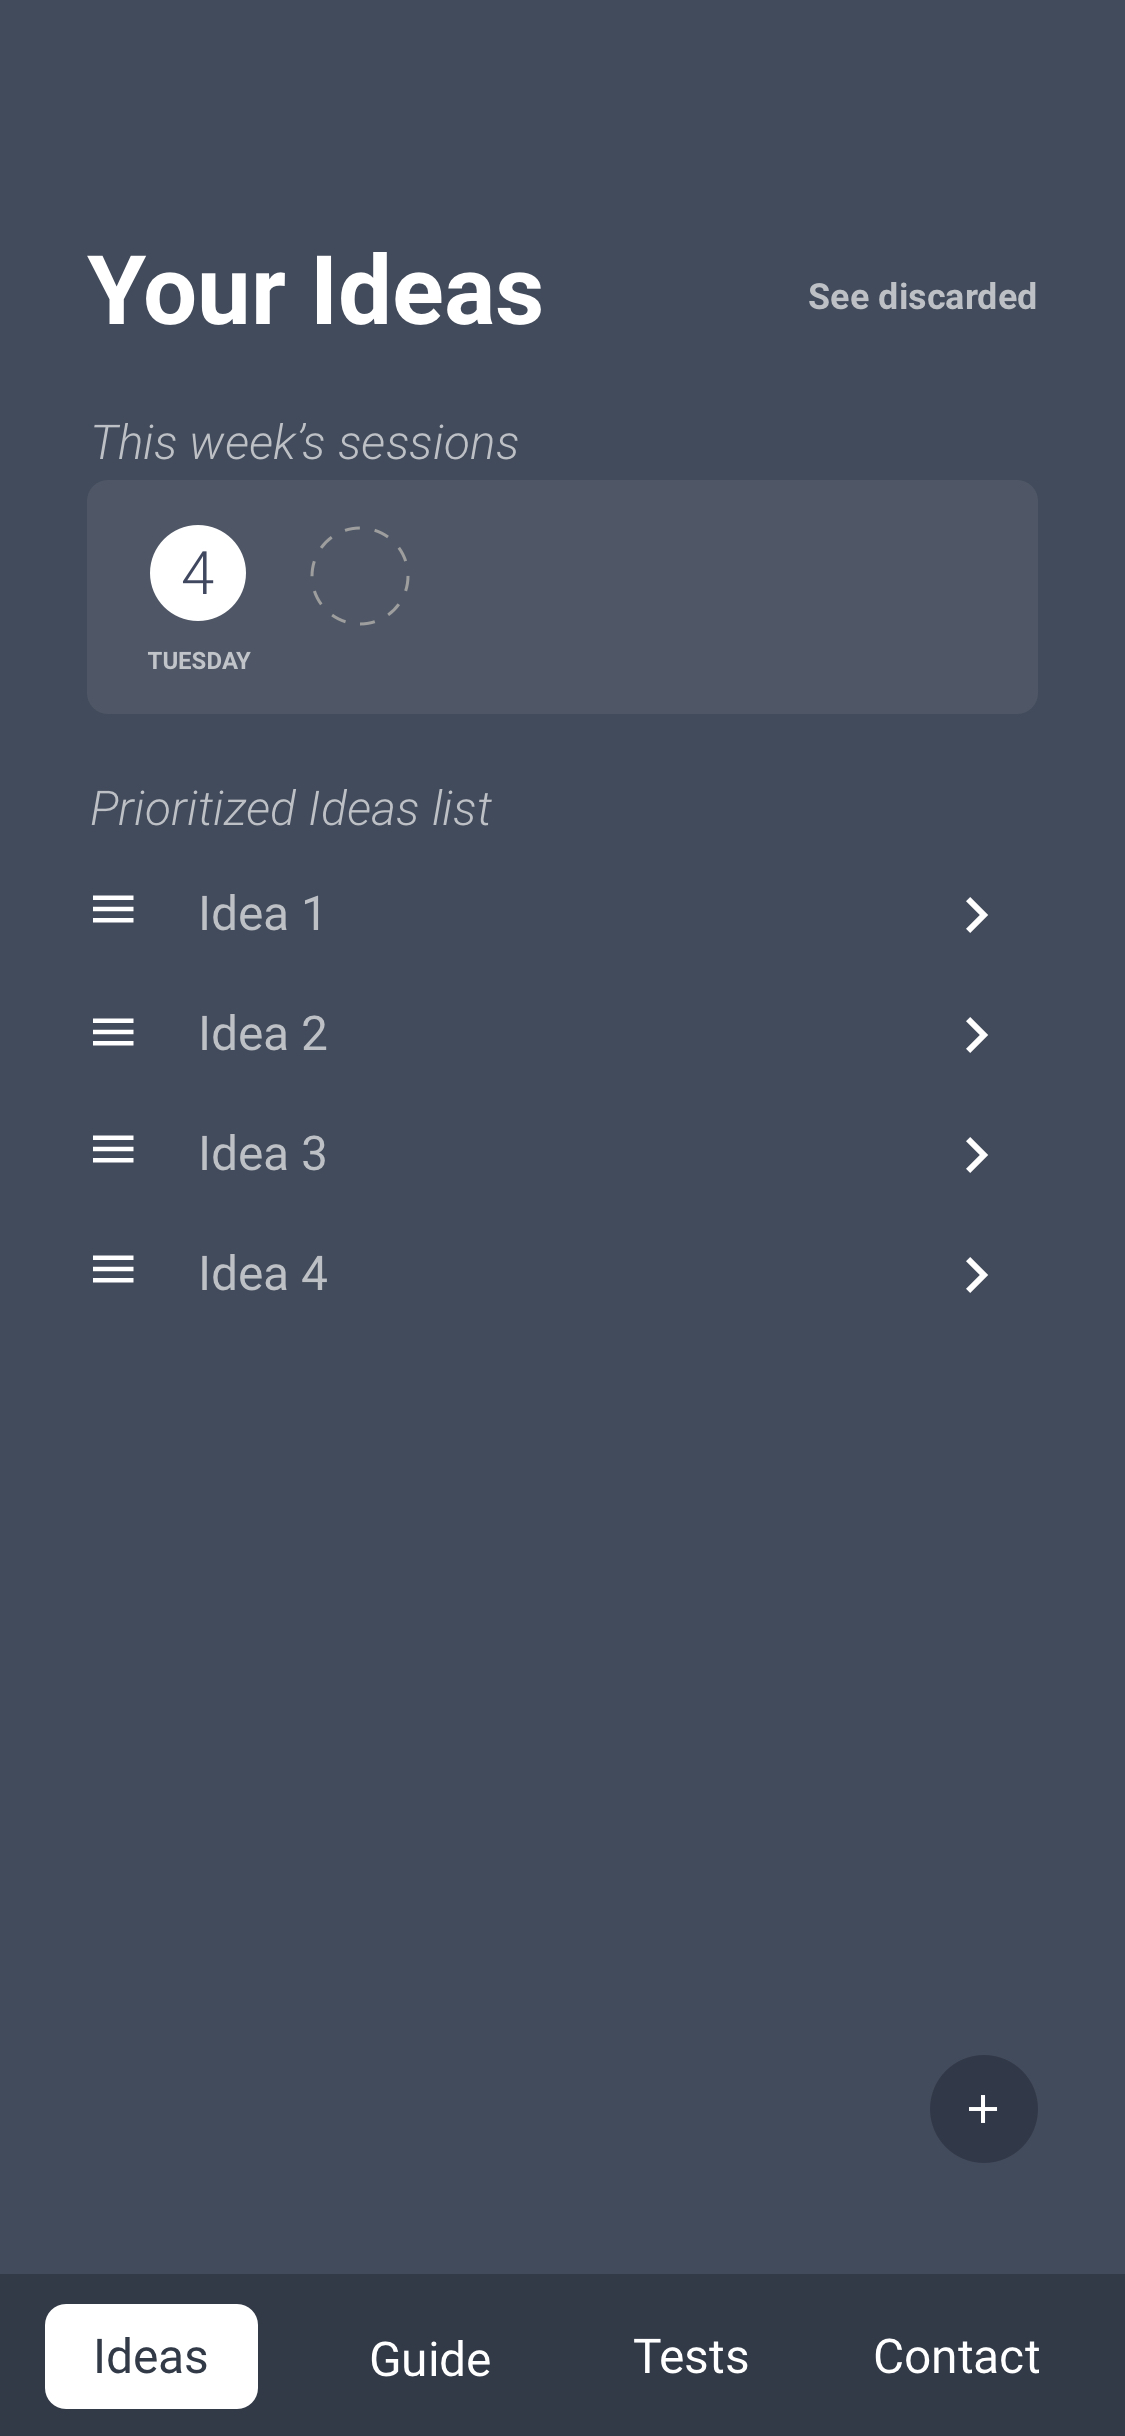 Your Ideas
See discarded
This week’s sessions
4
TUESDAY
Prioritized Ideas list
Idea 1
Idea 2
Idea 3
Idea 4
+
Ideas
Guide
Tests
Contact